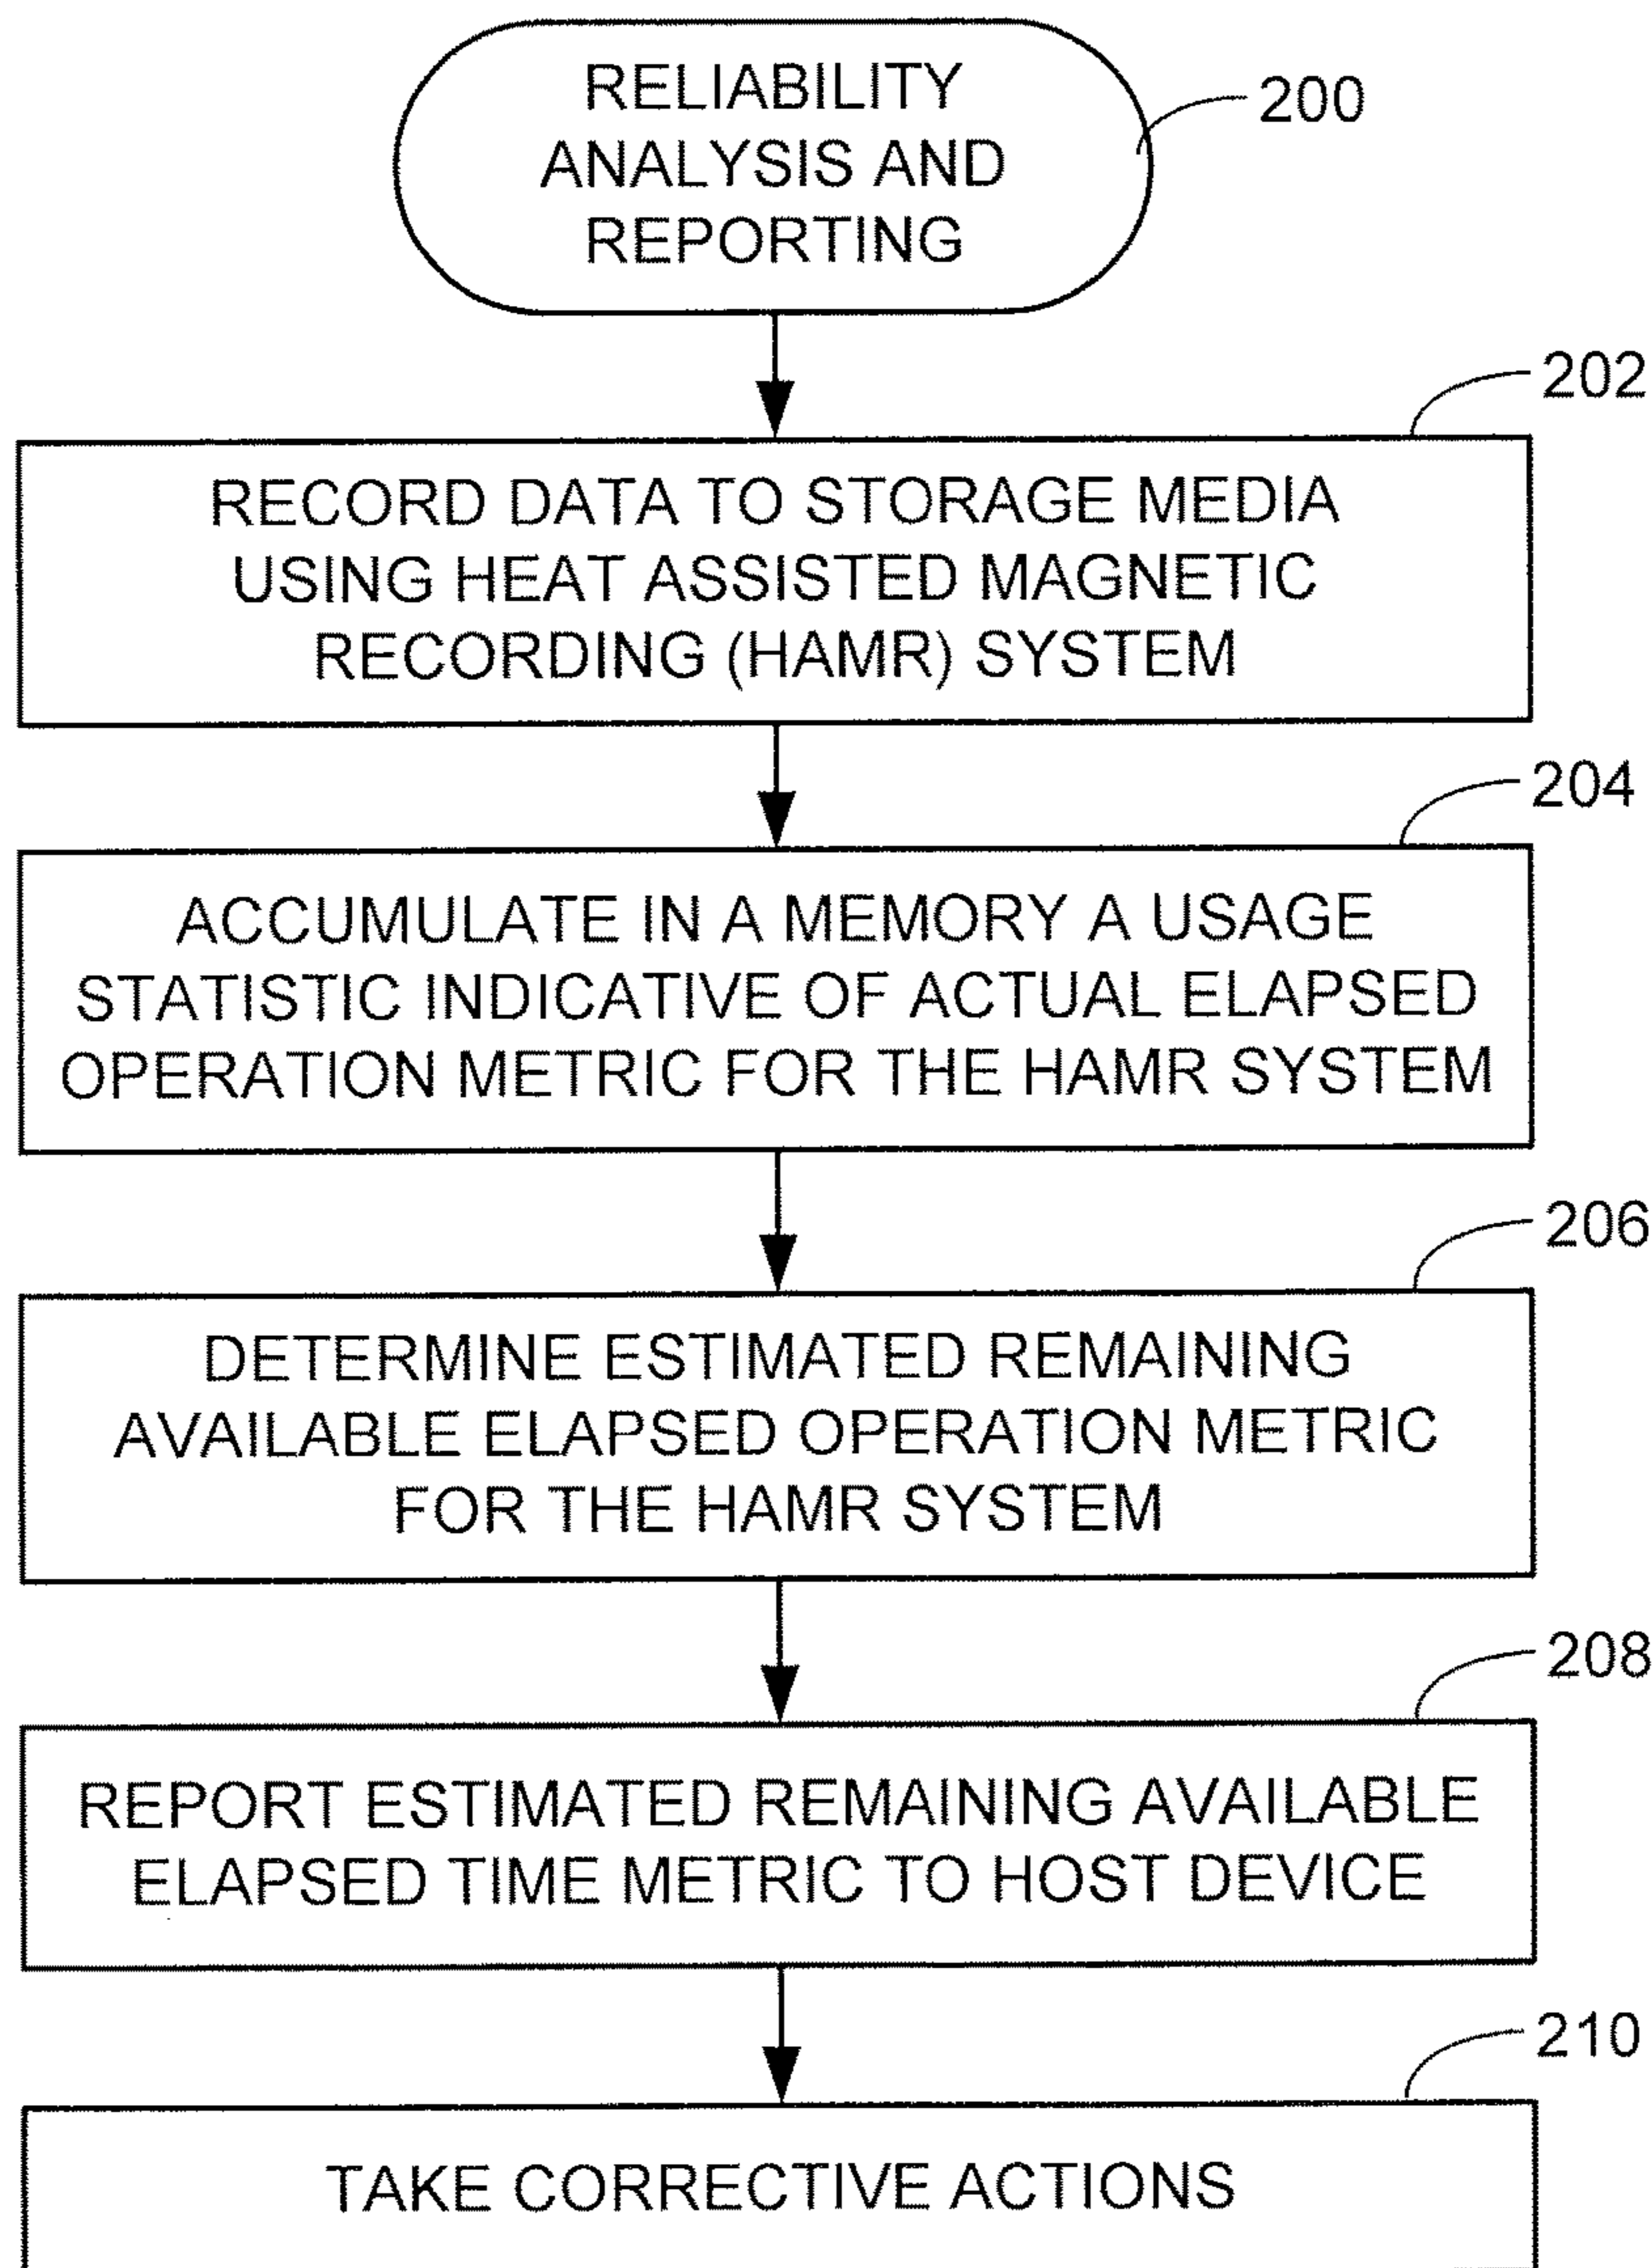 RELIABILITY
ANALYSIS AND
REPORTING
200
202
RECORD DATA TO STORAGE MEDIA
USING HEAT ASSISTED MAGNETIC
RECORDING (HAMR) SYSTEM
204
ACCUMULATE IN A MEMORY A USAGE
STATISTIC INDICATIVE OF ACTUAL ELAPSED
OPERATION METRIC FOR THE HAMR SYSTEM
206
DETERMINE ESTIMATED REMAINING
AVAILABLE ELAPSED OPERATION METRIC
FOR THE HAMR SYSTEM
208
REPORT ESTIMATED REMAINING AVAILABLE
ELAPSED TIME METRIC TO HOST DEVICE
210
TAKE CORRECTIVE ACTIONS